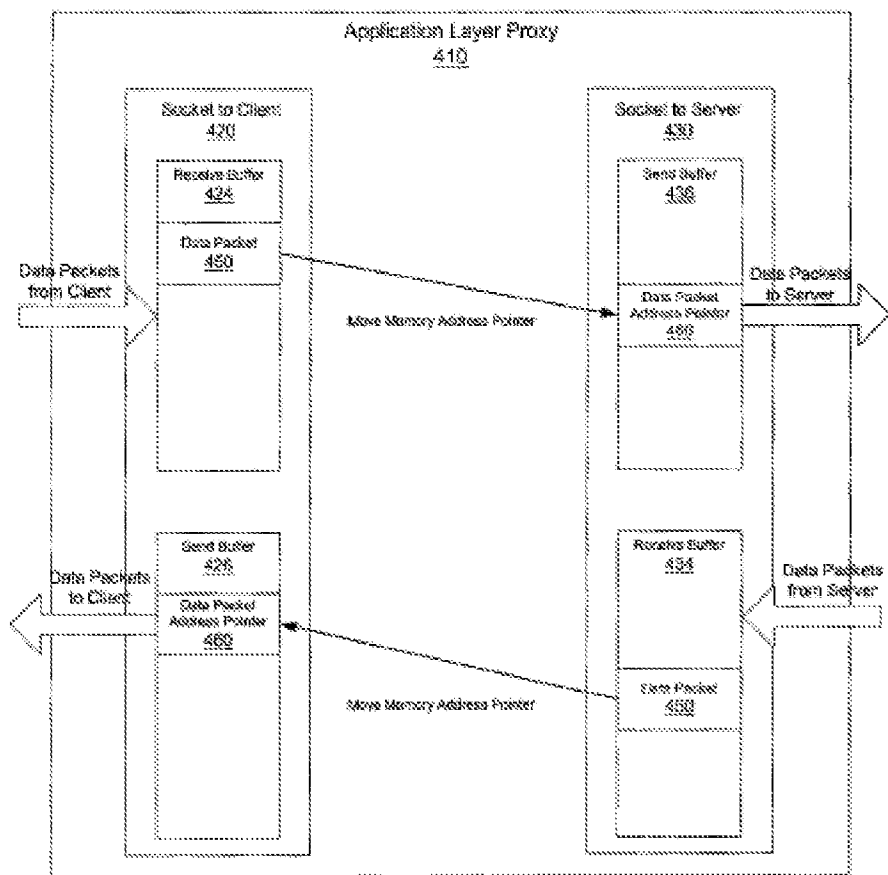 Application Layer Proxy
410
Socket to Client
420
Receive Buffer
424
Data Packet
450
Data Packets
from Client
Move Memory Address Pointer
Socket to Server
430
Send Buffer
436
Data Packet
Address Pointer
460
Data Packets
to Server
Send Buffer
426
Data Packet
Address Pointer
460
Data Packets
to Client
Move Memory Address Pointer
Receive Buffer
434
Data Packet
450
Data Packets
from Server